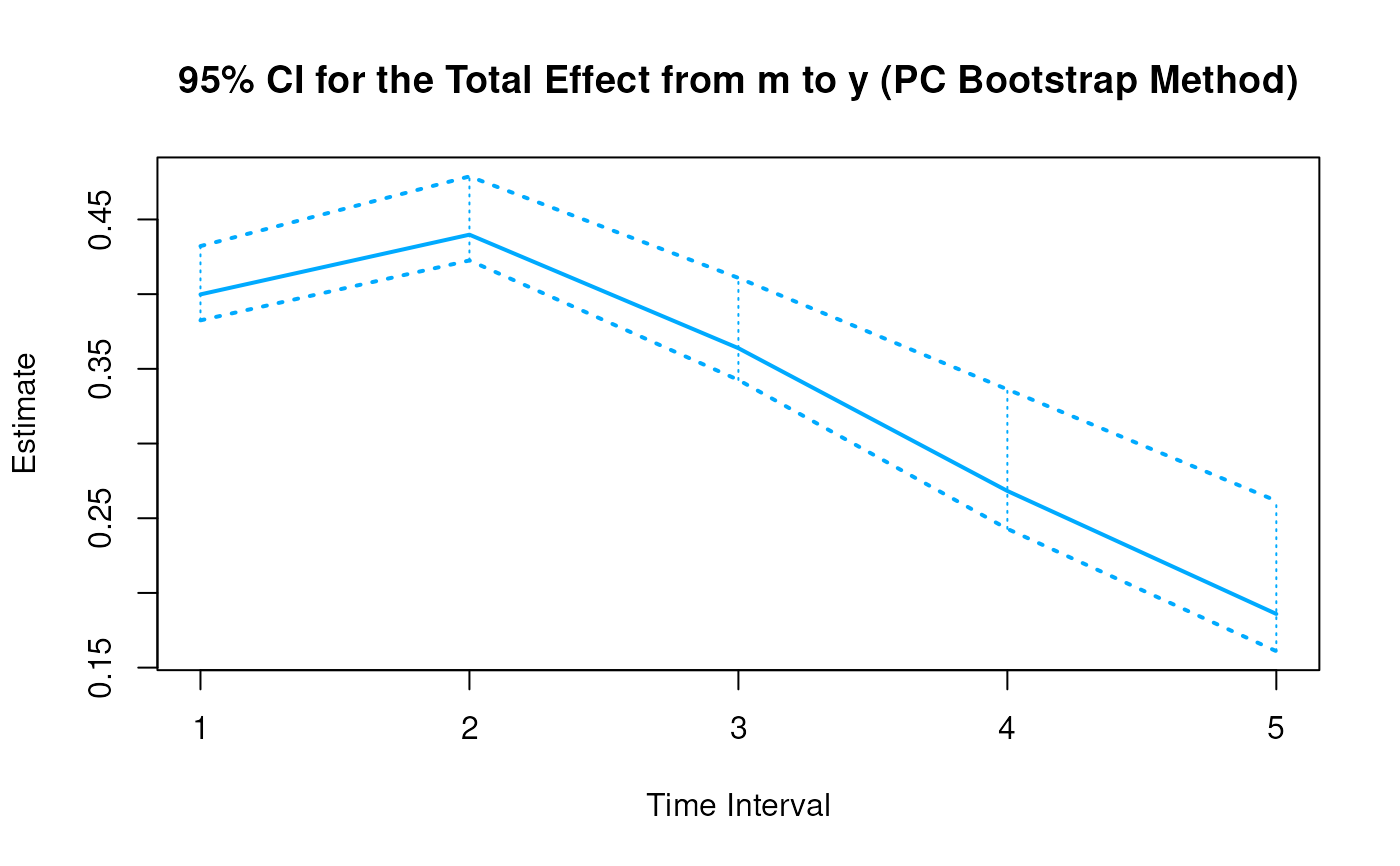 95% CI for the Total Effect from m to y (PC Bootstrap Method)
Estimate
0.45
0.35
0.25
0.15
1 2 3 4 5
Time Interval